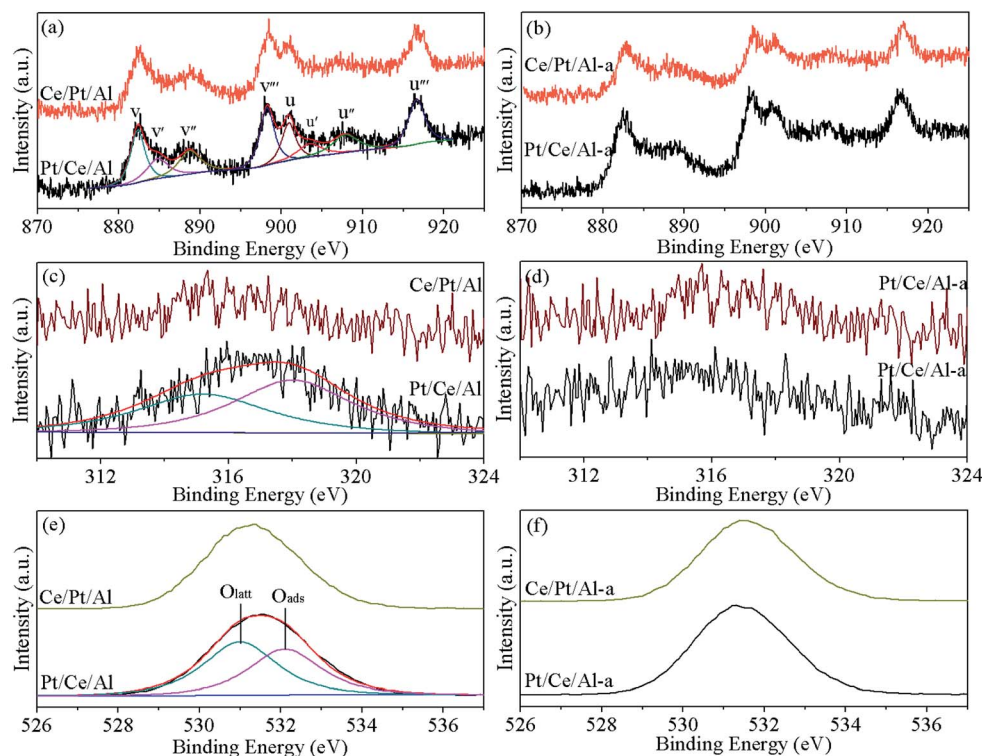 (a)
Intensity (a.u.)
Ce/Pt/Al
Pt/Ce/Al
v
v'
v"
v"'
u
u'
u"
u"'
870 880 890 900 910 920
Binding Energy (eV)
(b)
Intensity (a.u.)
Ce/Pt/Al-a
Pt/Ce/Al-a
870 880 890 900 910 920
Binding Energy (eV)
(c)
Intensity (a.u.)
Ce/Pt/Al
Pt/Ce/Al
312 316 320 324
Binding Energy (eV)
(d)
Intensity (a.u.)
Pt/Ce/Al-a
Pt/Ce/Al-a
312 316 320 324
Binding Energy (eV)
(e)
Intensity (a.u.)
Ce/Pt/Al
Olatt
Oads
Pt/Ce/Al
526 528 530 532 534 536
Binding Energy (eV)
(f)
Intensity (a.u.)
Ce/Pt/Al-a
Pt/Ce/Al-a
526 528 530 532 534 536
Binding Energy (eV)